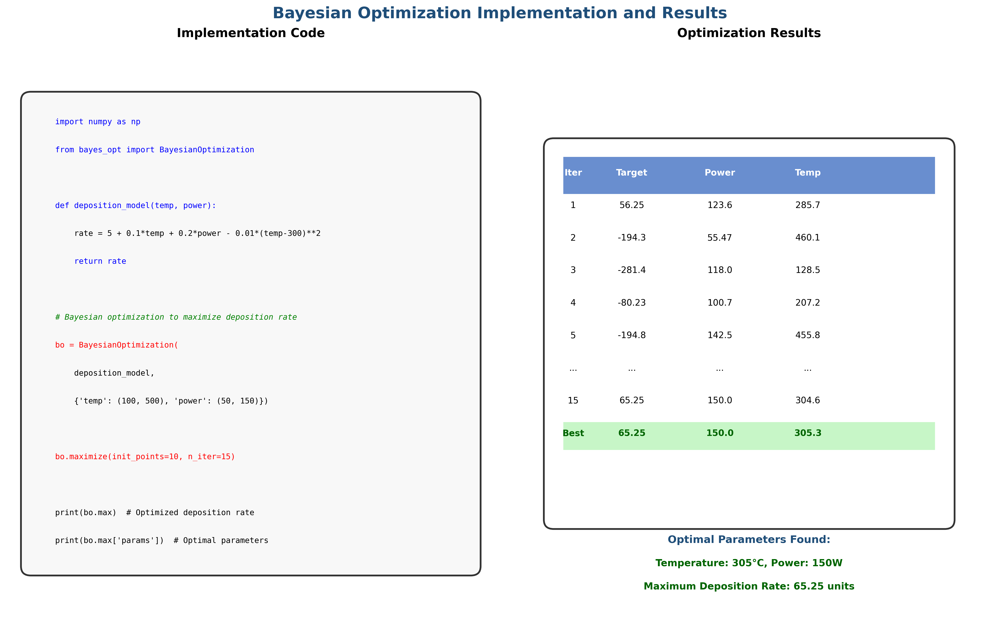 Bayesian Optimization Implementation and Results
Implementation Code
import numpy as np
from bayes_opt import BayesianOptimization
def deposition_model(temp, power):
    rate = 5 + 0.1*temp + 0.2*power - 0.01*(temp-300)**2
    return rate
# Bayesian optimization to maximize deposition rate
bo = BayesianOptimization(
    deposition_model,
    {'temp': (100, 500), 'power': (50, 150)})
bo.maximize(init_points=10, n_iter=15)
print(bo.max)  # Optimized deposition rate
print(bo.max['params'])  # Optimal parameters
Optimization Results
Iter Target Power Temp
1 56.25 123.6 285.7
2 -194.3 55.47 460.1
3 -281.4 118.0 128.5
4 -80.23 100.7 207.2
5 -194.8 142.5 455.8
... ... ... ...
15 65.25 150.0 304.6
Best 65.25 150.0 305.3
Optimal Parameters Found:
Temperature: 305°C, Power: 150W
Maximum Deposition Rate: 65.25 units